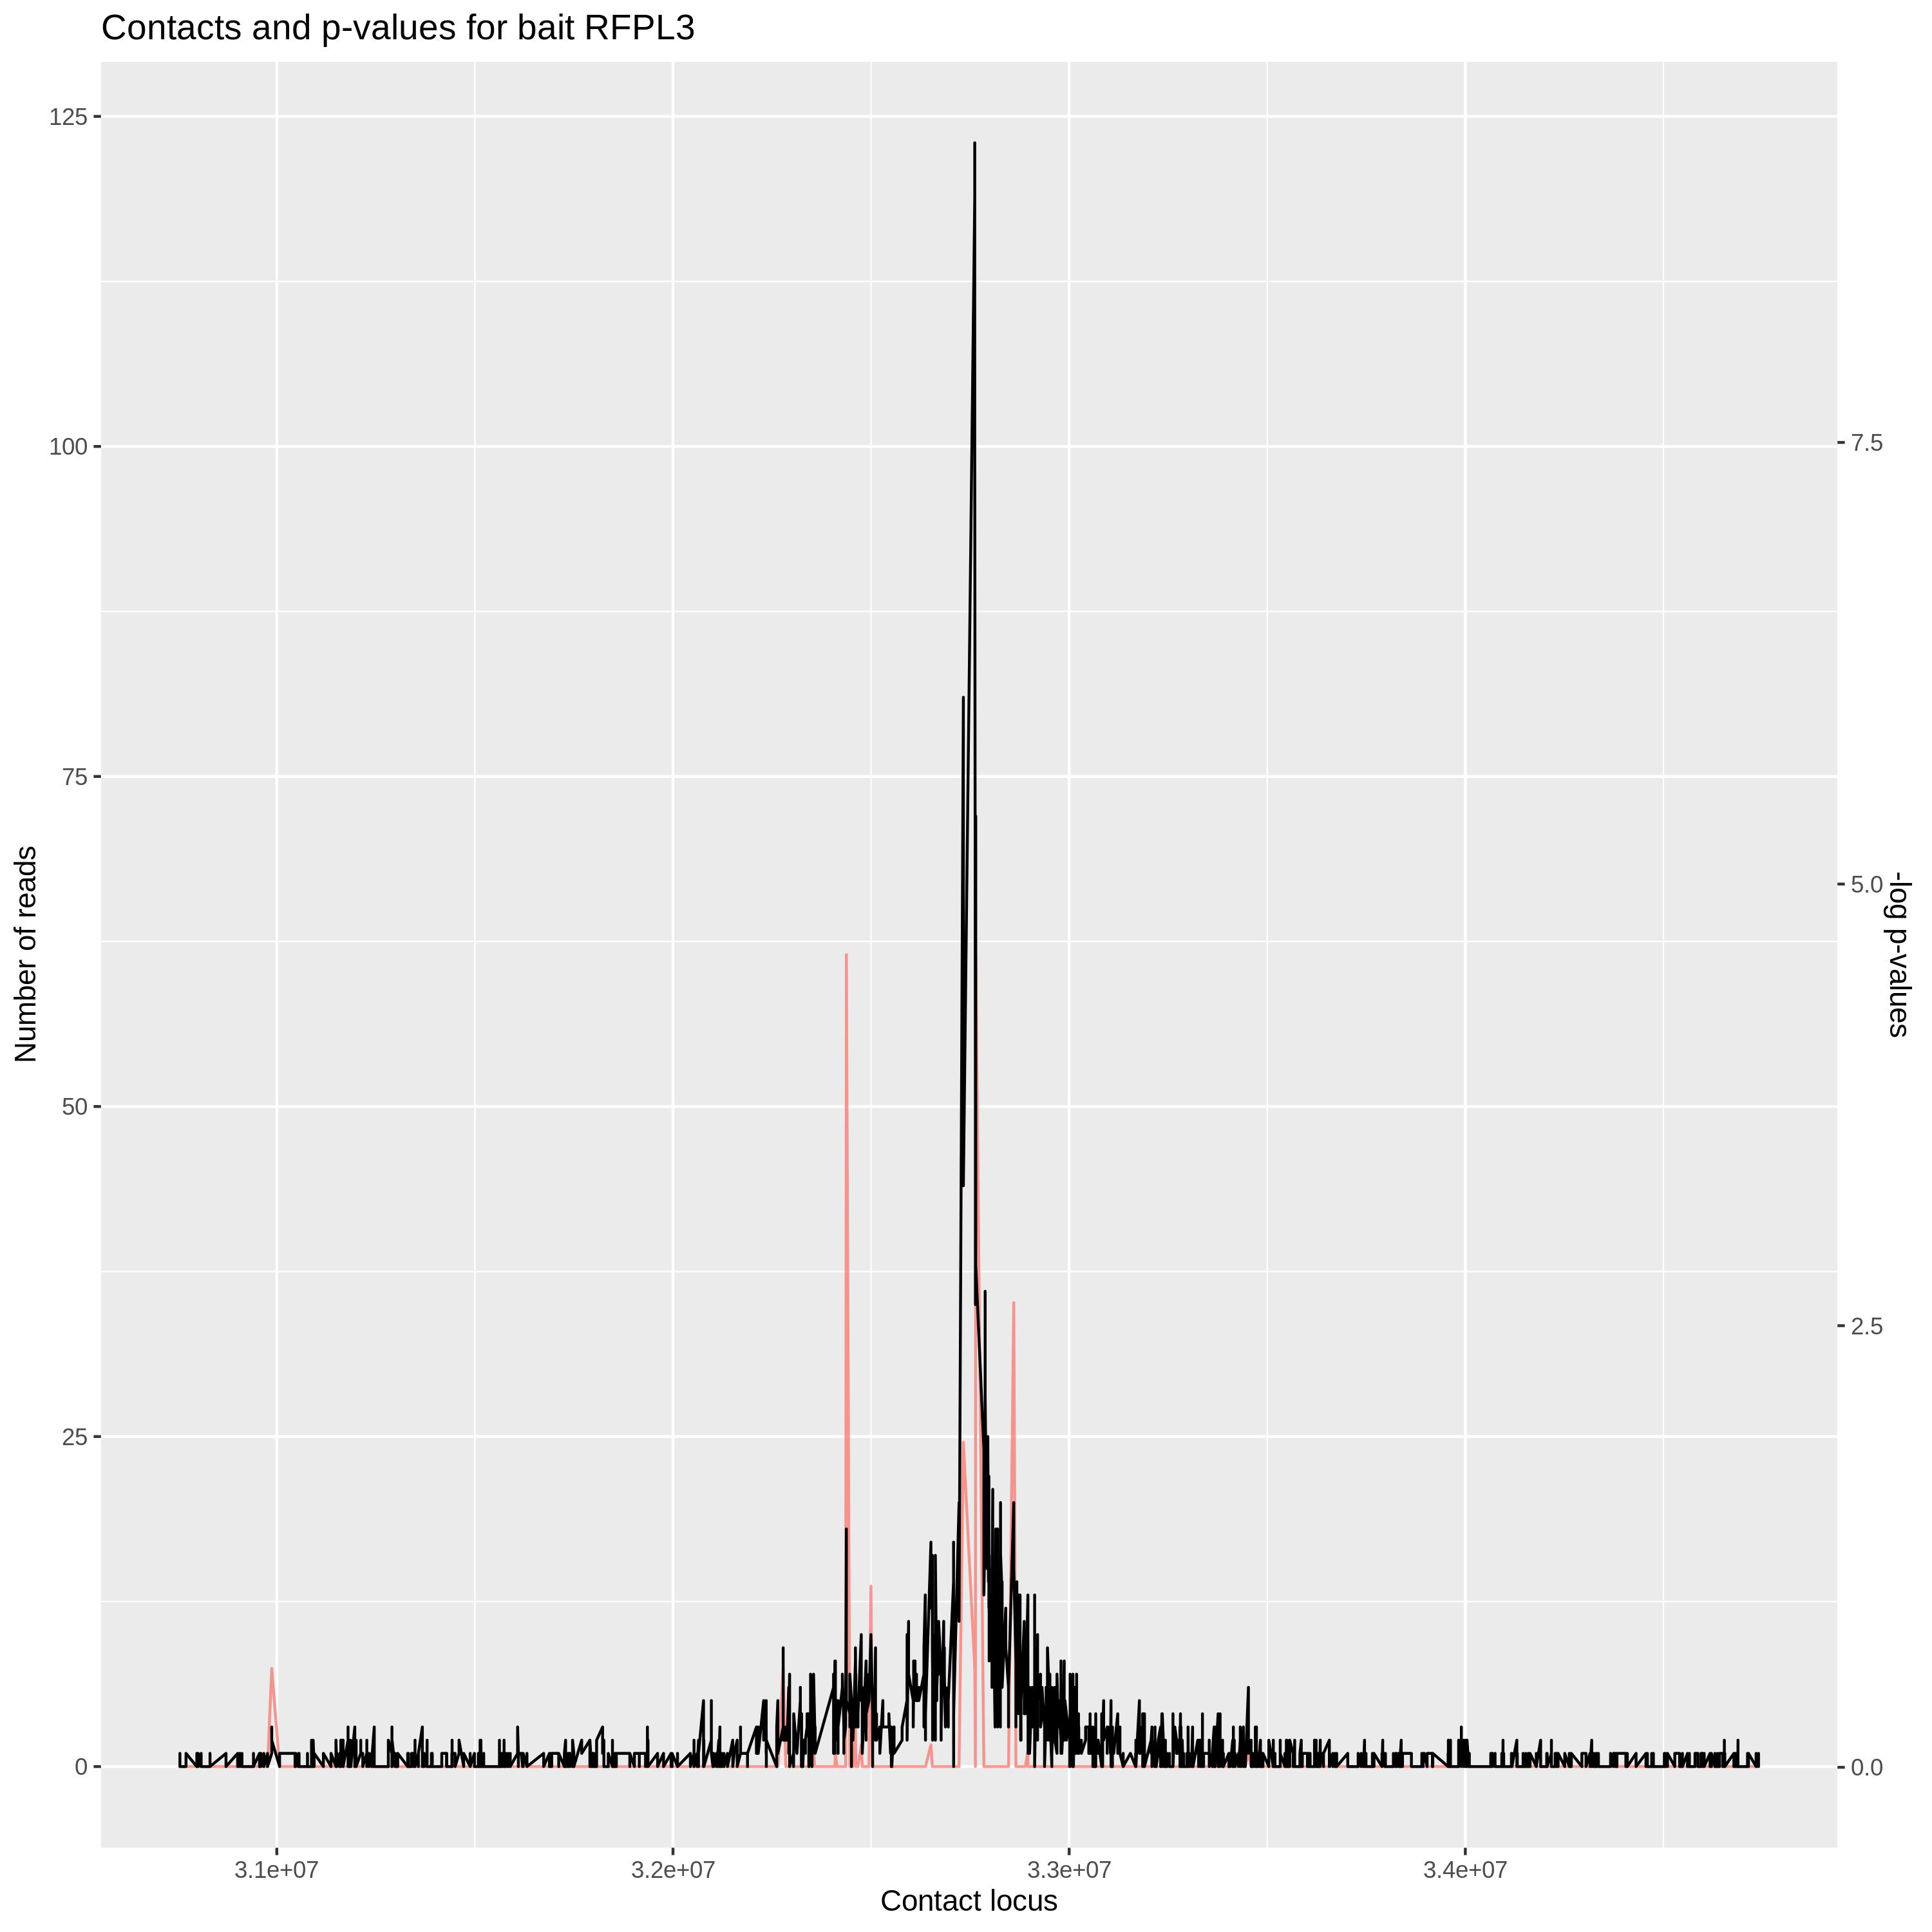 Contacts and p-values for bait RFPL3
125
100
75
50
25
0
Number of reads
7.5
5.0
2.5
0.0
-log p-values
3.1e+07
3.2e+07
3.3e+07
3.4e+07
Contact locus